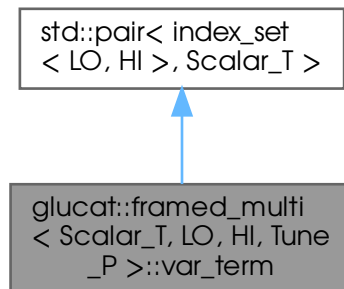 std::pair< index_set
< LO, HI >, Scalar_T >
glucat::framed_multi
< Scalar_T, LO, HI, Tune
_P >::var_term